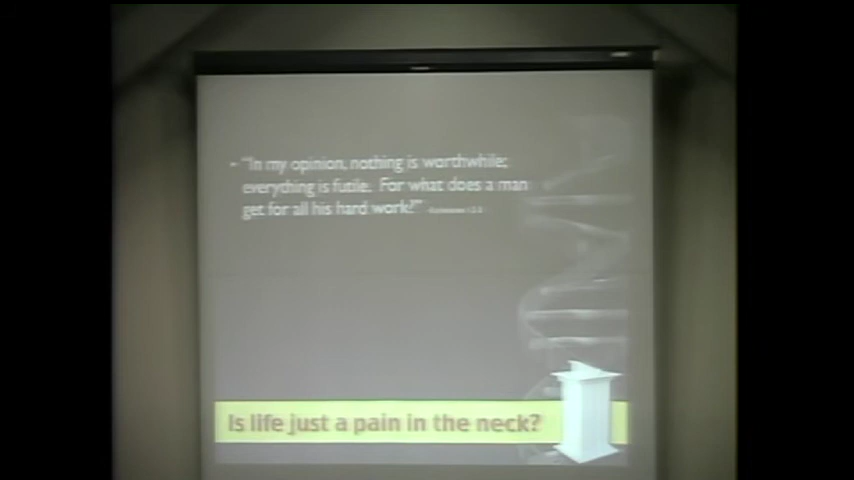 - "In my opinion, nothing is worthwhile;
everything is futile. For what does a man
get for all his hard work?"
Is life just a pain in the neck?